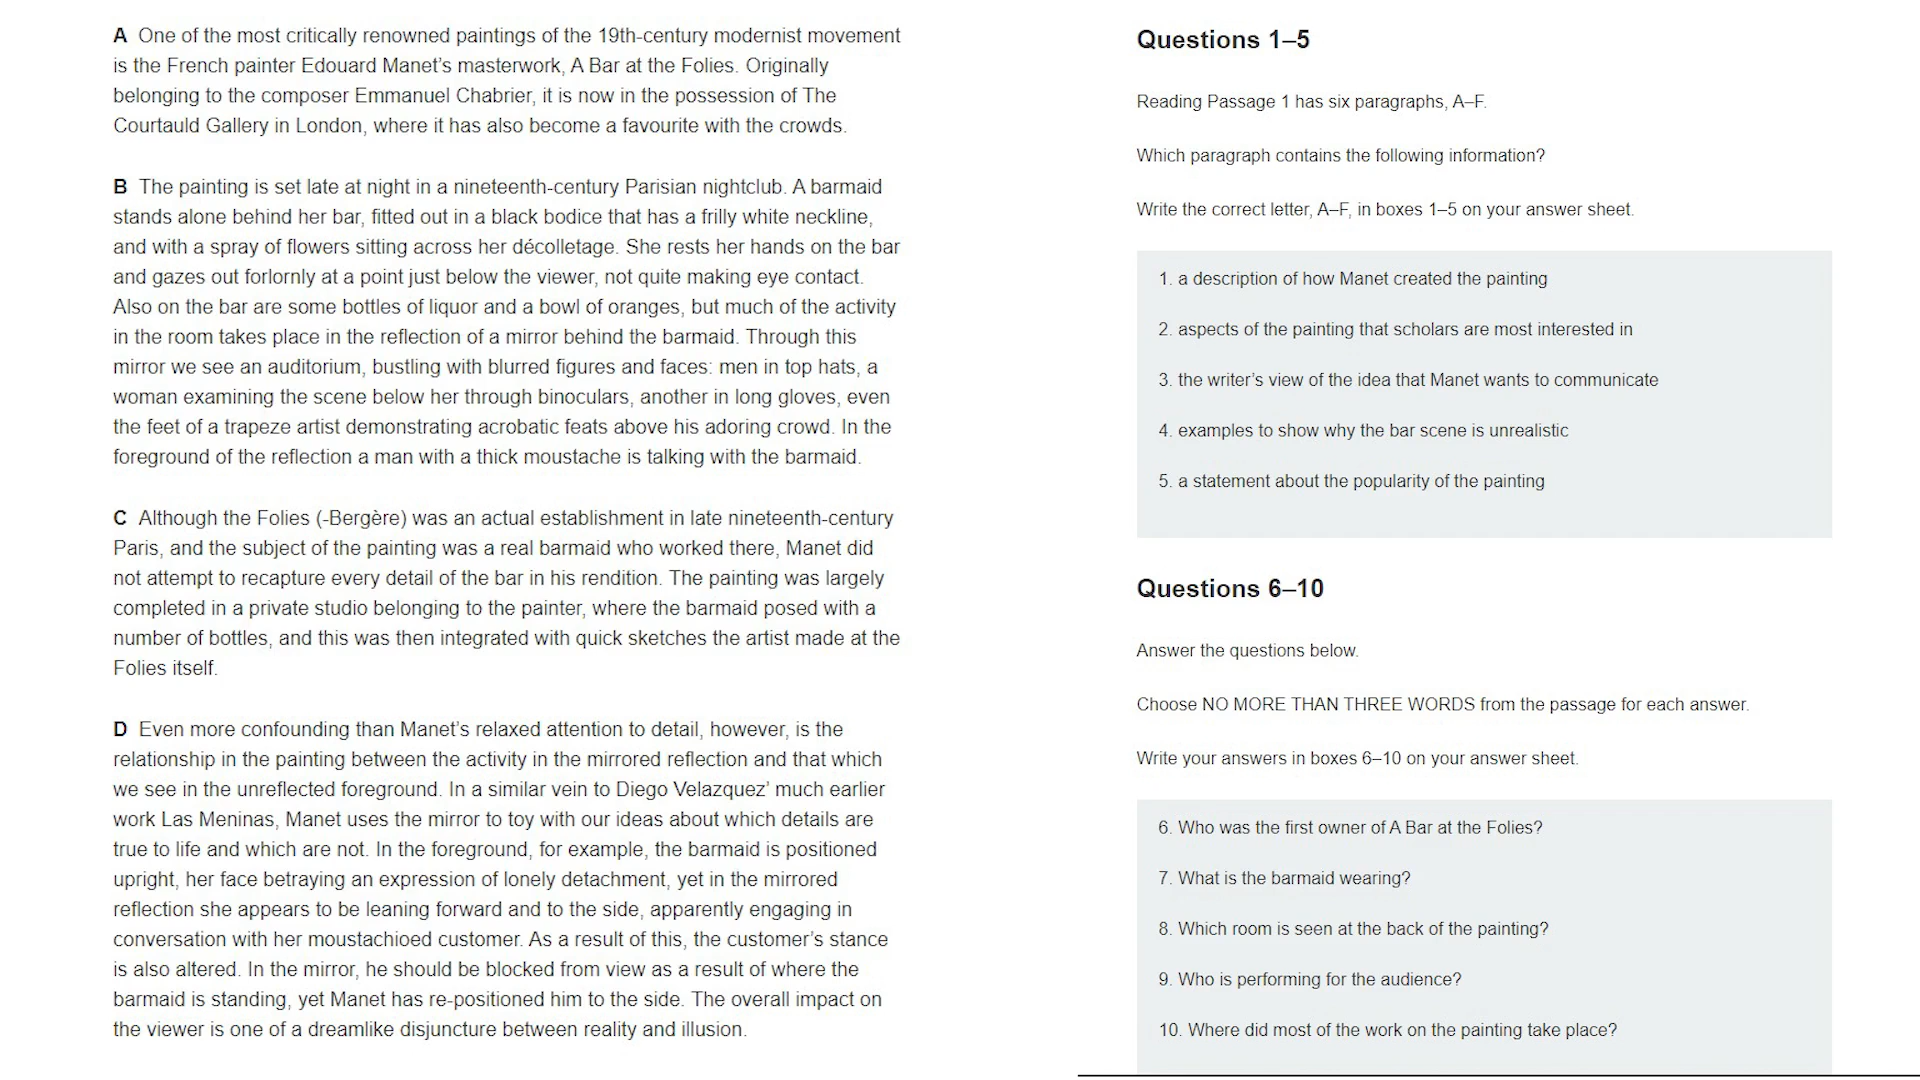 A One of the most critically renowned paintings of the 19th-century modernist movement
is the French painter Edouard Manet's masterwork, A Bar at the Folies. Originally
belonging to the composer Emmanuel Chabrier, it is now in the possession of The
Courtauld Gallery in London, where it has also become a favourite with the crowds.
B The painting is set late at night in a nineteenth-century Parisian nightclub. A barmaid
stands alone behind her bar, fitted out in a black bodice that has a frilly white neckline,
and with a spray of flowers sitting across her décolletage. She rests her hands on the bar
and gazes out forlornly at a point just below the viewer, not quite making eye contact.
Also on the bar are some bottles of liquor and a bowl of oranges, but much of the activity
in the room takes place in the reflection of a mirror behind the barmaid. Through this
mirror we see an auditorium, bustling with blurred figures and faces: men in top hats, a
woman examining the scene below her through binoculars, another in long gloves, even
the feet of a trapeze artist demonstrating acrobatic feats above his adoring crowd. In the
foreground of the reflection a man with a thick moustache is talking with the barmaid.
C Although the Folies (-Bergère) was an actual establishment in late nineteenth-century
Paris, and the subject of the painting was a real barmaid who worked there, Manet did
not attempt to recapture every detail of the bar in his rendition. The painting was largely
completed in a private studio belonging to the painter, where the barmaid posed with a
number of bottles, and this was then integrated with quick sketches the artist made at the
Folies itself.
D Even more confounding than Manet's relaxed attention to detail, however, is the
relationship in the painting between the activity in the mirrored reflection and that which
we see in the unreflected foreground. In a similar vein to Diego Velazquez' much earlier
work Las Meninas, Manet uses the mirror to toy with our ideas about which details are
true to life and which are not. In the foreground, for example, the barmaid is positioned
upright, her face betraying an expression of lonely detachment, yet in the mirrored
reflection she appears to be leaning forward and to the side, apparently engaging in
conversation with her moustachioed customer. As a result of this, the customer's stance
is also altered. In the mirror, he should be blocked from view as a result of where the
barmaid is standing, yet Manet has re-positioned him to the side. The overall impact on
the viewer is one of a dreamlike disjuncture between reality and illusion.
Questions 1–5
Reading Passage 1 has six paragraphs, A–F.
Which paragraph contains the following information?
Write the correct letter, A–F, in boxes 1–5 on your answer sheet.
1. a description of how Manet created the painting
2. aspects of the painting that scholars are most interested in
3. the writer's view of the idea that Manet wants to communicate
4. examples to show why the bar scene is unrealistic
5. a statement about the popularity of the painting
Questions 6–10
Answer the questions below.
Choose NO MORE THAN THREE WORDS from the passage for each answer.
Write your answers in boxes 6–10 on your answer sheet.
6. Who was the first owner of A Bar at the Folies?
7. What is the barmaid wearing?
8. Which room is seen at the back of the painting?
9. Who is performing for the audience?
10. Where did most of the work on the painting take place?